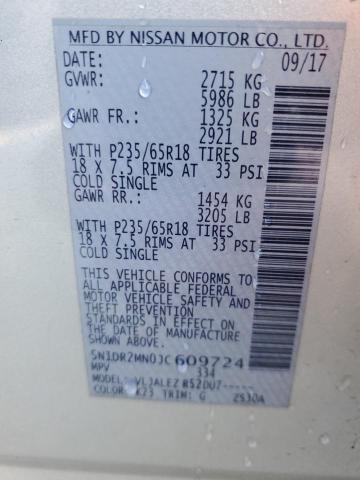 MFD BY NISSAN MOTOR CO., LTD.
DATE: 09/17
GVWR: 2715 KG
5986 LB
GAWR FR.: 1325 KG
2921 LB
WITH P235/65R18 TIRES
18 X 7.5 RIMS AT 33 PSI
COLD SINGLE
GAWR RR.: 1454 KG
3205 LB
WITH P235/65R18 TIRES
18 X 7.5 RIMS AT 33 PSI
COLD SINGLE
THIS VEHICLE CONFORMS TO
ALL APPLICABLE FEDERAL
MOTOR VEHICLE SAFETY AND
THEFT PREVENTION
STANDARDS IN EFFECT ON
THE DATE OF MANUFACTURE
SHOWN ABOVE.
5N1DR2MN0JC609724
MPV 334
MODEL: R52DU7-----
COLOR: K23 TRIM: G 2S30A